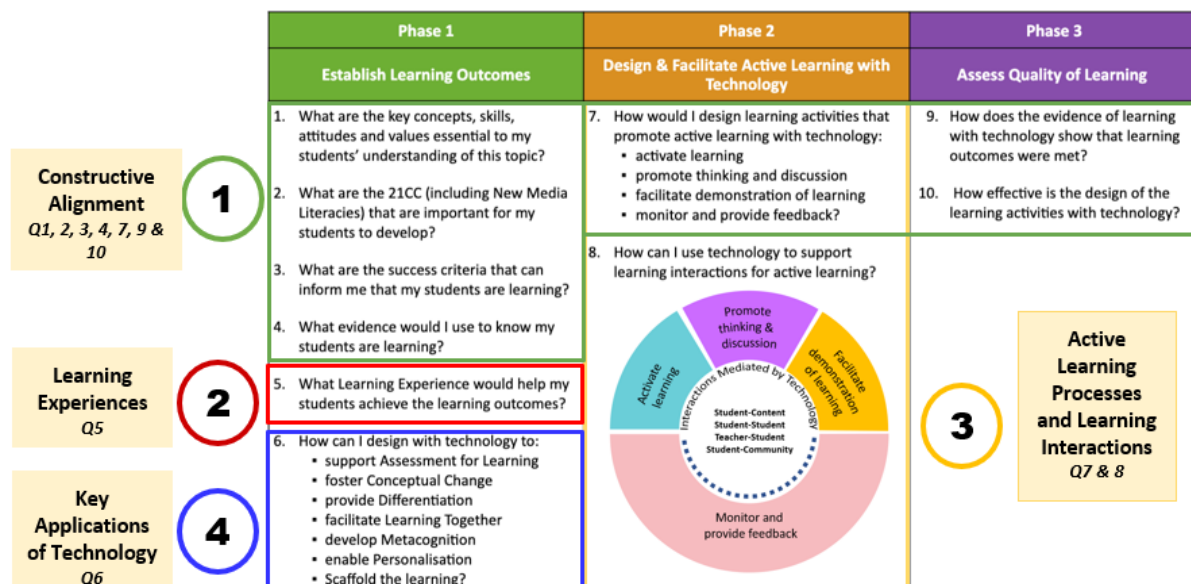 Phase 1
Phase 2
Phase 3
Establish Learning Outcomes
Design & Facilitate Active Learning with
Technology
Assess Quality of Learning
Constructive
Alignment
Q1, 2, 3, 4, 7, 9 &
10
1
1. What are the key concepts, skills,
attitudes and values essential to my
students' understanding of this topic?
2. What are the 21CC (including New Media
Literacies) that are important for my
students to develop?
3. What are the success criteria that can
inform me that my students are learning?
4. What evidence would I use to know my
students are learning?
Learning
Experiences
Q5
2
5. What Learning Experience would help my
students achieve the learning outcomes?
Key
Applications
of Technology
Q6
4
6. How can I design with technology to:
▪ support Assessment for Learning
▪ foster Conceptual Change
▪ provide Differentiation
▪ facilitate Learning Together
▪ develop Metacognition
▪ enable Personalisation
▪ Scaffold the learning?
7. How would I design learning activities that
promote active learning with technology:
▪ activate learning
▪ promote thinking and discussion
▪ facilitate demonstration of learning
▪ monitor and provide feedback?
8. How can I use technology to support
learning interactions for active learning?
Activate
learning
Promote
thinking &
discussion
Facilitate
demonstration
of learning
Interactions Mediated by Technology
Student-Content
Student-Student
Teacher-Student
Student-Community
Monitor and
provide feedback
9. How does the evidence of learning
with technology show that learning
outcomes were met?
10. How effective is the design of the
learning activities with technology?
3
Active
Learning
Processes
and Learning
Interactions
Q7 & 8